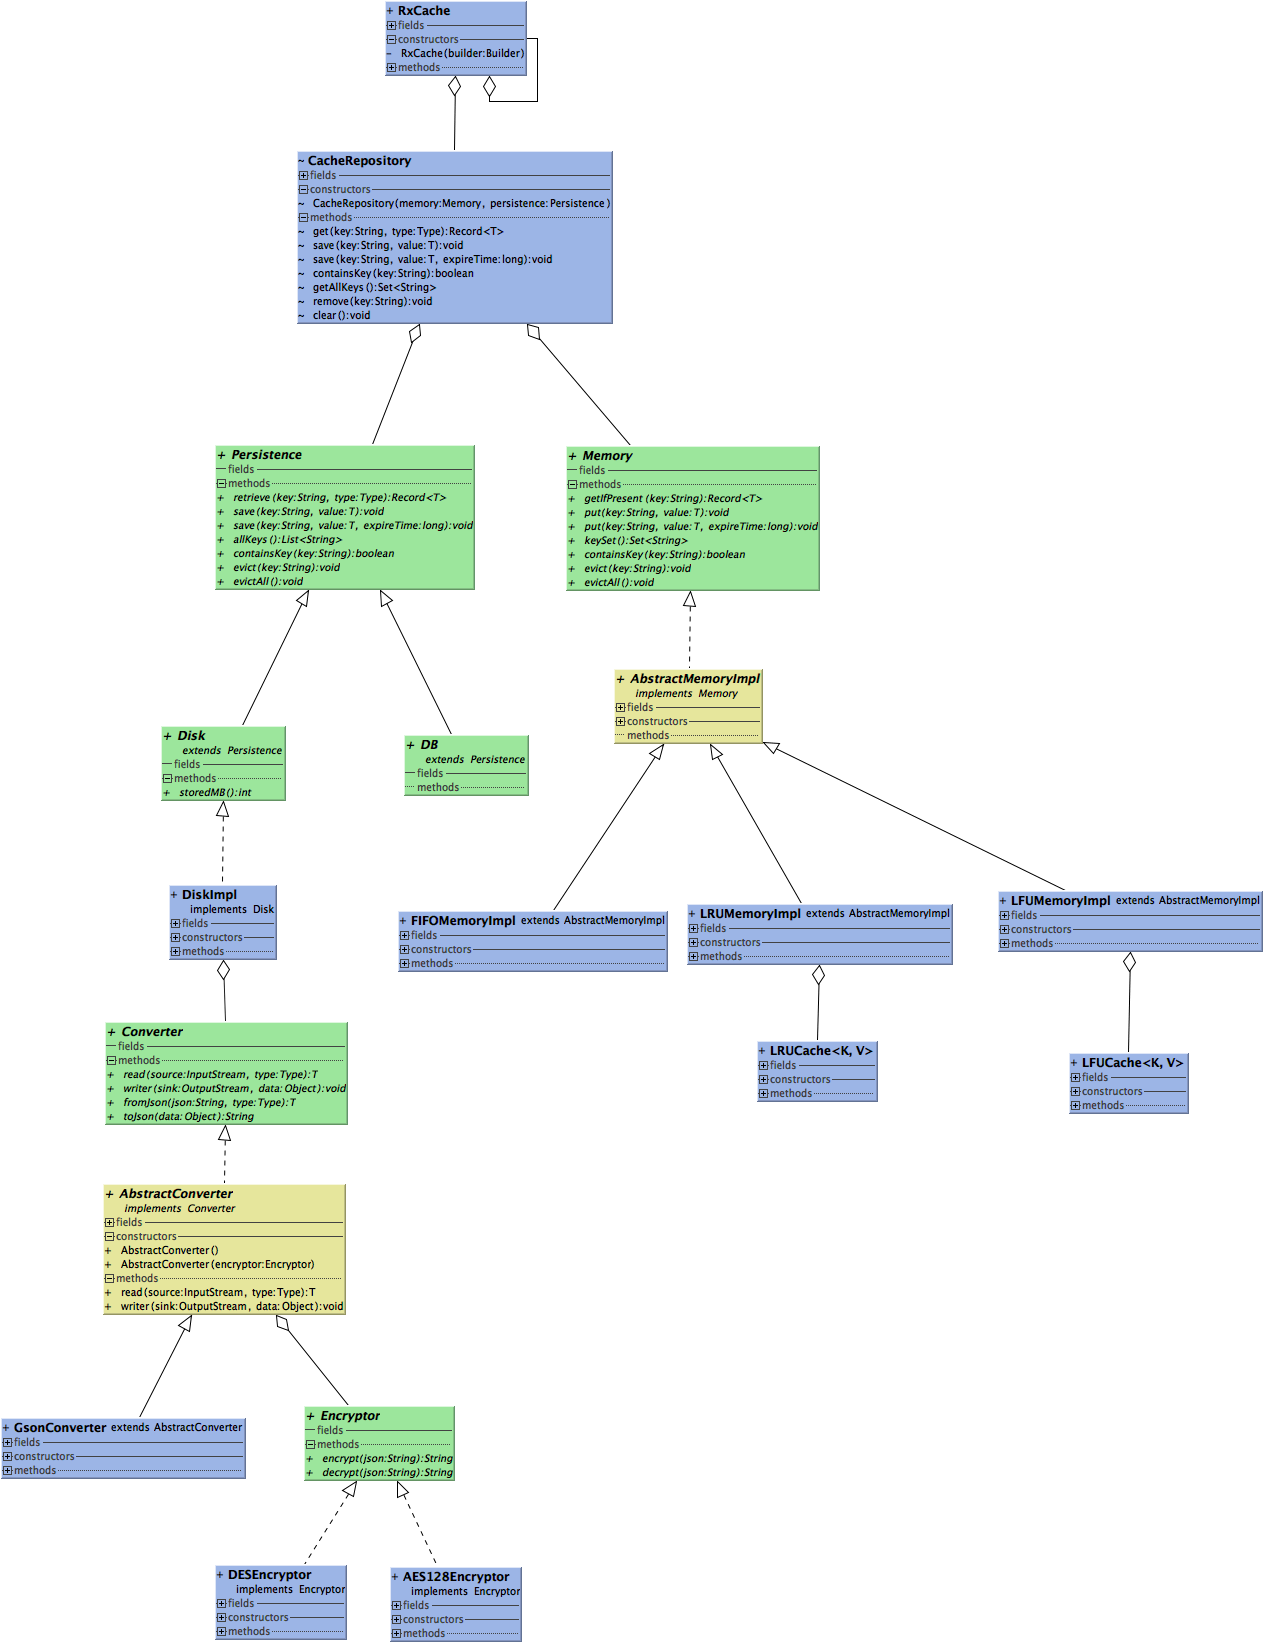 + RxCache
fields
constructors
- RxCache(builder:Builder)
methods
~ CacheRepository
fields
constructors
~ CacheRepository(memory:Memory, persistence:Persistence)
methods
~ get(key:String, type:Type):Record<T>
~ save(key:String, value:T):void
~ save(key:String, value:T, expireTime:long):void
~ containsKey(key:String):boolean
~ getAllKeys():Set<String>
~ remove(key:String):void
~ clear():void
+ Persistence
fields
methods
+ retrieve(key:String, type:Type):Record<T>
+ save(key:String, value:T):void
+ save(key:String, value:T, expireTime:long):void
+ allKeys():List<String>
+ containsKey(key:String):boolean
+ evict(key:String):void
+ evictAll():void
+ Memory
fields
methods
+ getIfPresent(key:String):Record<T>
+ put(key:String, value:T):void
+ put(key:String, value:T, expireTime:long):void
+ keySet():Set<String>
+ containsKey(key:String):boolean
+ evict(key:String):void
+ evictAll():void
+ AbstractMemoryImpl
implements Memory
fields
constructors
methods
+ Disk
extends Persistence
fields
methods
+ storedMB():int
+ DB
extends Persistence
fields
methods
+ DiskImpl
implements Disk
fields
constructors
methods
+ FIFOMemoryImpl extends AbstractMemoryImpl
fields
constructors
methods
+ LRUMemoryImpl extends AbstractMemoryImpl
fields
constructors
methods
+ LFUMemoryImpl extends AbstractMemoryImpl
fields
constructors
methods
+ Converter
fields
methods
+ read(source:InputStream, type:Type):T
+ writer(sink:OutputStream, data:Object):void
+ fromJson(json:String, type:Type):T
+ toJson(data:Object):String
+ LRUCache<K, V>
fields
constructors
methods
+ LFUCache<K, V>
fields
constructors
methods
+ AbstractConverter
implements Converter
fields
constructors
+ AbstractConverter()
+ AbstractConverter(encryptor:Encryptor)
methods
+ read(source:InputStream, type:Type):T
+ writer(sink:OutputStream, data:Object):void
+ GsonConverter extends AbstractConverter
fields
constructors
methods
+ Encryptor
fields
methods
+ encrypt(json:String):String
+ decrypt(json:String):String
+ DESEncryptor
implements Encryptor
fields
constructors
methods
+ AES128Encryptor
implements Encryptor
fields
constructors
methods